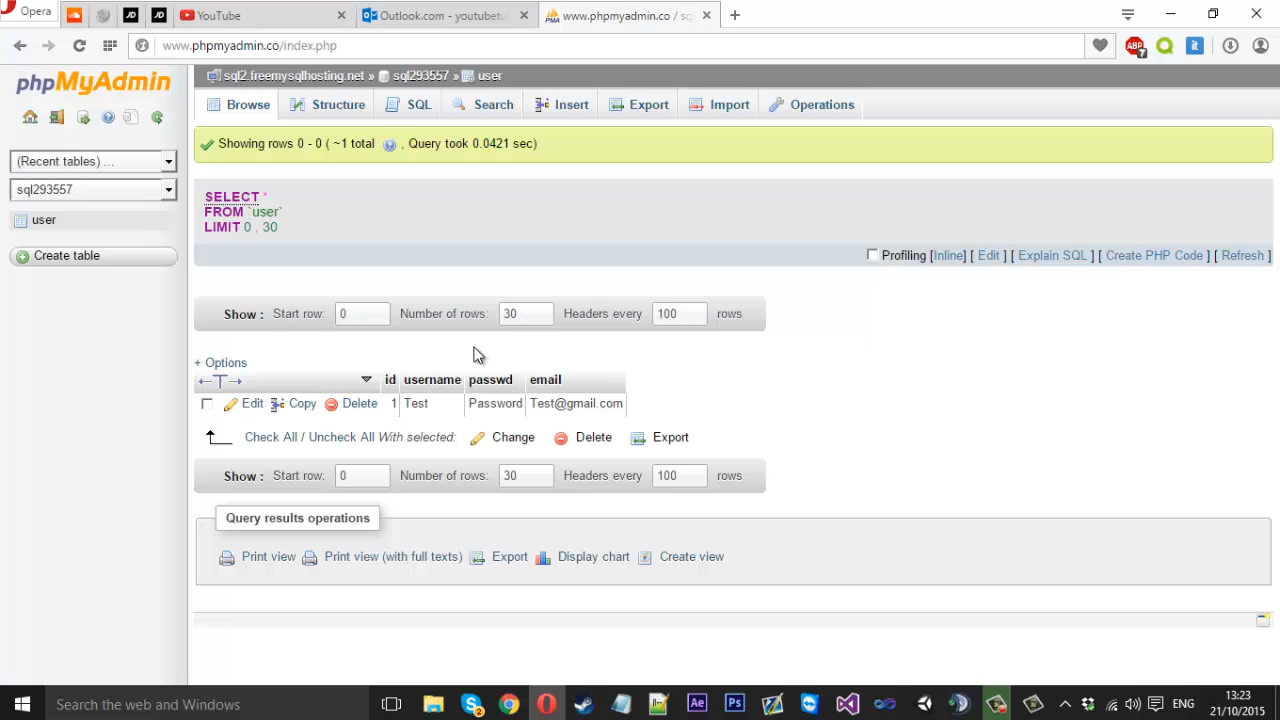 Opera
YouTube
Outlook.com - youtubetu
www.phpmyadmin.co / sq
www.phpmyadmin.co/index.php
phpMyAdmin
(Recent tables) ...
sql293557
user
Create table
sql2.freemysqlhosting.net » sql293557 » user
Browse Structure SQL Search Insert Export Import Operations
Showing rows 0 - 0 ( ~1 total , Query took 0.0421 sec)
SELECT *
FROM `user`
LIMIT 0 , 30
Profiling [Inline] [ Edit ] [ Explain SQL ] [ Create PHP Code ] [ Refresh ]
Show : Start row: 0 Number of rows: 30 Headers every 100 rows
+ Options
←T→ id username passwd email
Edit Copy Delete 1 Test Password Test@gmail.com
Check All / Uncheck All With selected: Change Delete Export
Show : Start row: 0 Number of rows: 30 Headers every 100 rows
Query results operations
Print view Print view (with full texts) Export Display chart Create view
Search the web and Windows
ENG
13:23
21/10/2015